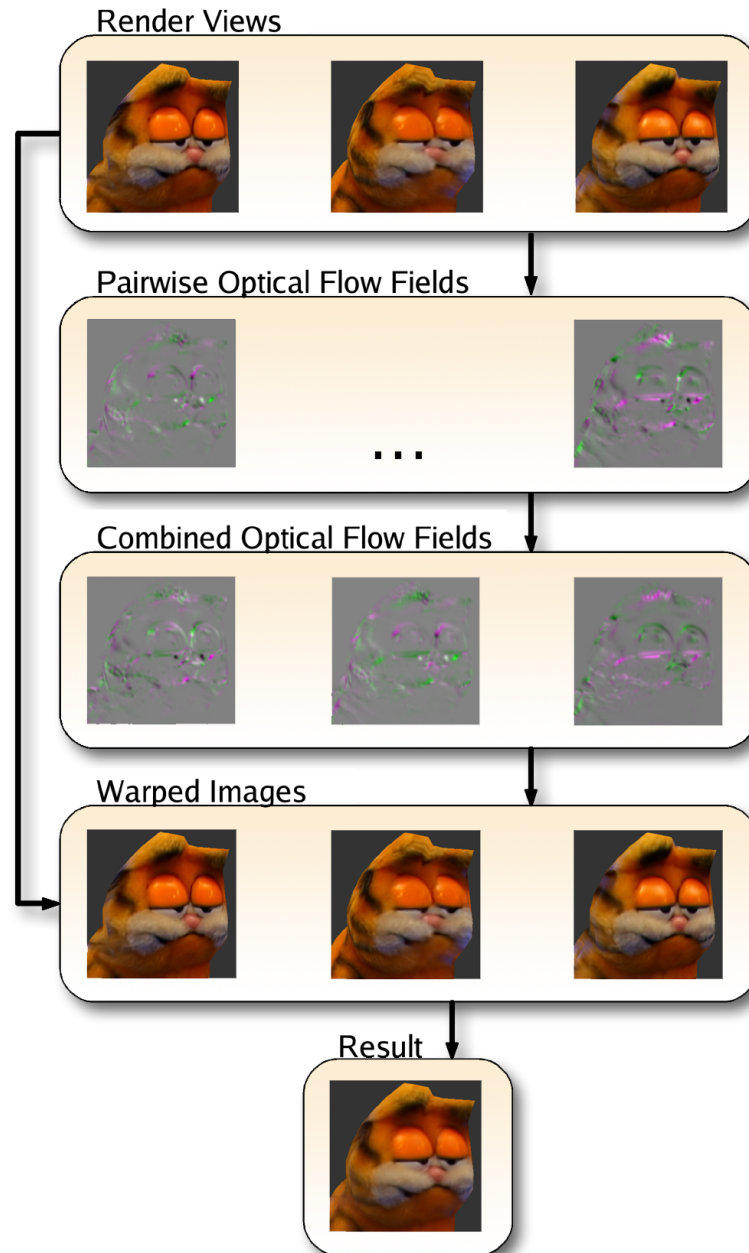 Render Views
Pairwise Optical Flow Fields
...
Combined Optical Flow Fields
Warped Images
Result